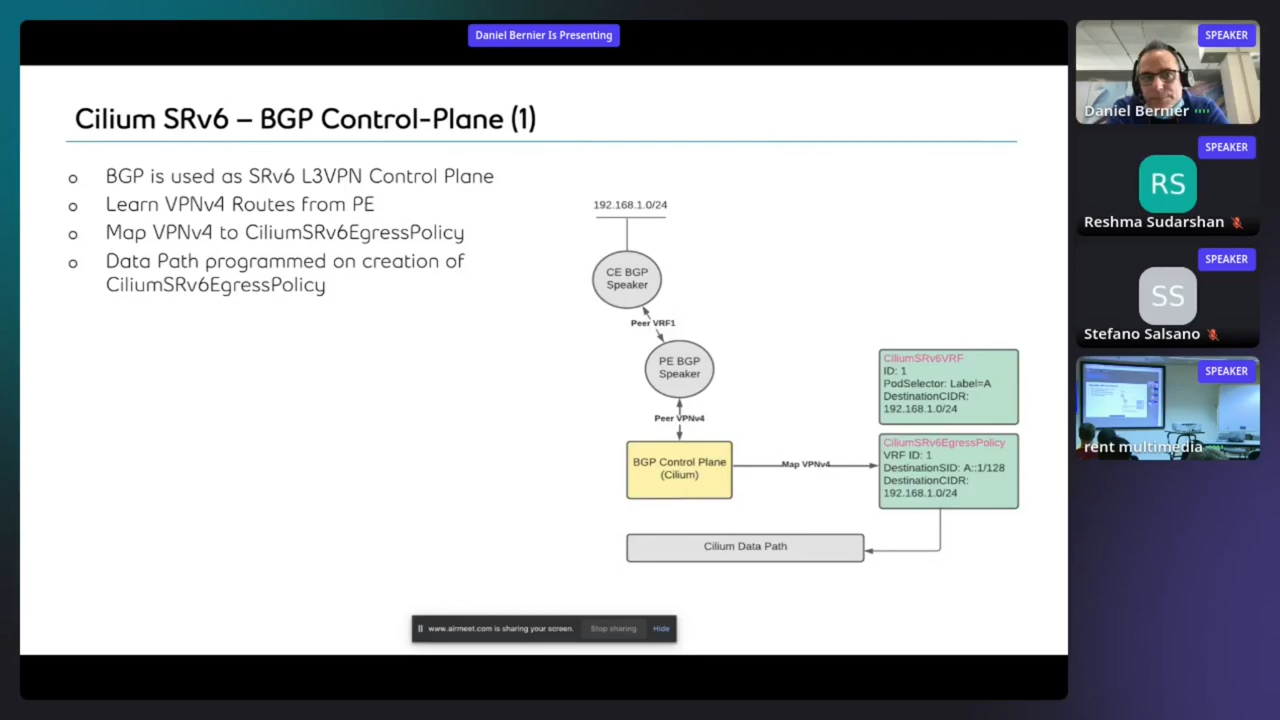 Daniel Bernier Is Presenting
Cilium SRv6 – BGP Control-Plane (1)
BGP is used as SRv6 L3VPN Control Plane
Learn VPNv4 Routes from PE
Map VPNv4 to CiliumSRv6EgressPolicy
Data Path programmed on creation of
CiliumSRv6EgressPolicy
192.168.1.0/24
CE BGP
Speaker
Peer VRF1
PE BGP
Speaker
Peer VPNv4
BGP Control Plane
(Cilium)
Map VPNv4
CiliumSRv6VRF
ID: 1
PodSelector: Label=A
DestinationCIDR:
192.168.1.0/24
CiliumSRv6EgressPolicy
VRF ID: 1
DestinationSID: A::1/128
DestinationCIDR:
192.168.1.0/24
Cilium Data Path
www.airmeet.com is sharing your screen.
Stop sharing
Hide
SPEAKER
Daniel Bernier
SPEAKER
RS
Reshma Sudarshan
SPEAKER
SS
Stefano Salsano
SPEAKER
rent multimedia